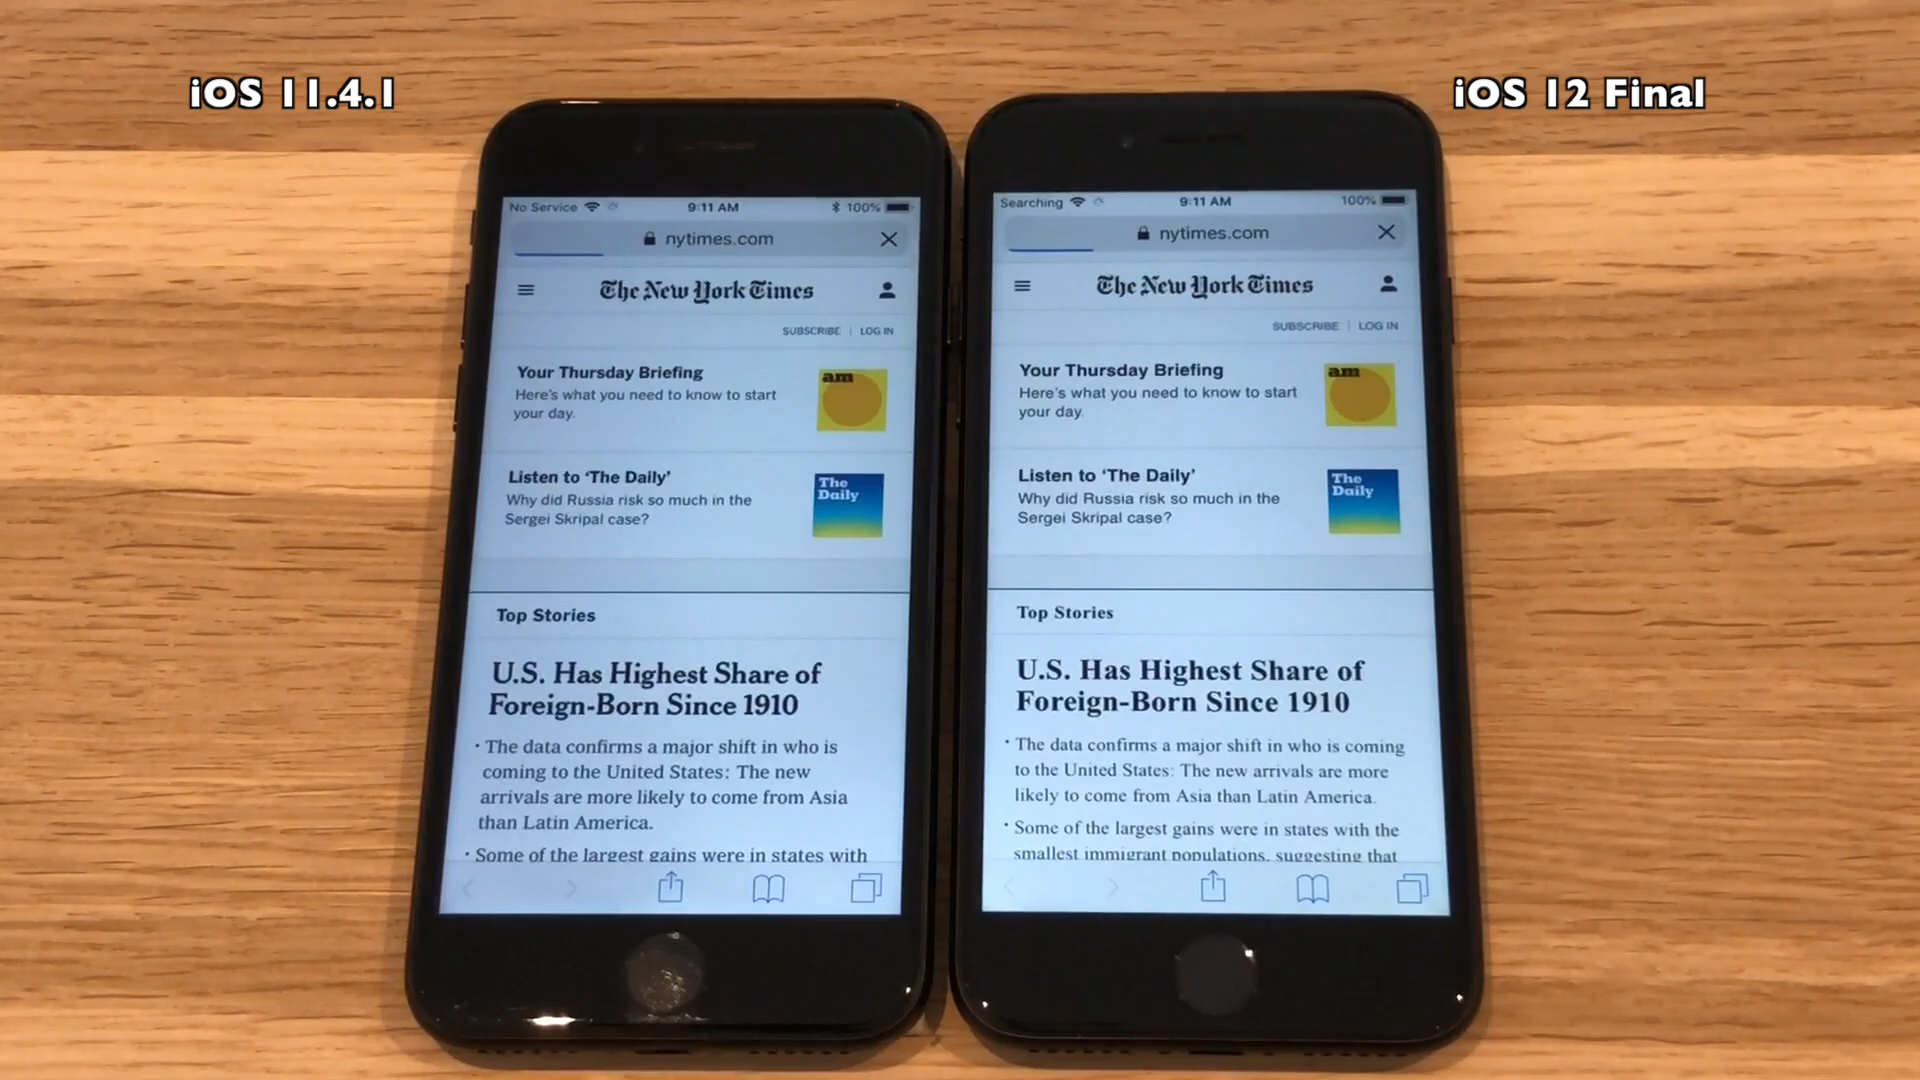 iOS 11.4.1
iOS 12 Final
No Service 9:11 AM 100%
nytimes.com
The New York Times
SUBSCRIBE | LOG IN
Your Thursday Briefing
Here's what you need to know to start
your day.
am
Listen to 'The Daily'
Why did Russia risk so much in the
Sergei Skripal case?
The
Daily
Top Stories
U.S. Has Highest Share of
Foreign-Born Since 1910
• The data confirms a major shift in who is
coming to the United States: The new
arrivals are more likely to come from Asia
than Latin America.
• Some of the largest gains were in states with
Searching 9:11 AM 100%
nytimes.com
The New York Times
SUBSCRIBE | LOG IN
Your Thursday Briefing
Here's what you need to know to start
your day.
am
Listen to 'The Daily'
Why did Russia risk so much in the
Sergei Skripal case?
The
Daily
Top Stories
U.S. Has Highest Share of
Foreign-Born Since 1910
• The data confirms a major shift in who is coming
to the United States: The new arrivals are more
likely to come from Asia than Latin America.
• Some of the largest gains were in states with the
smallest immigrant populations, suggesting that